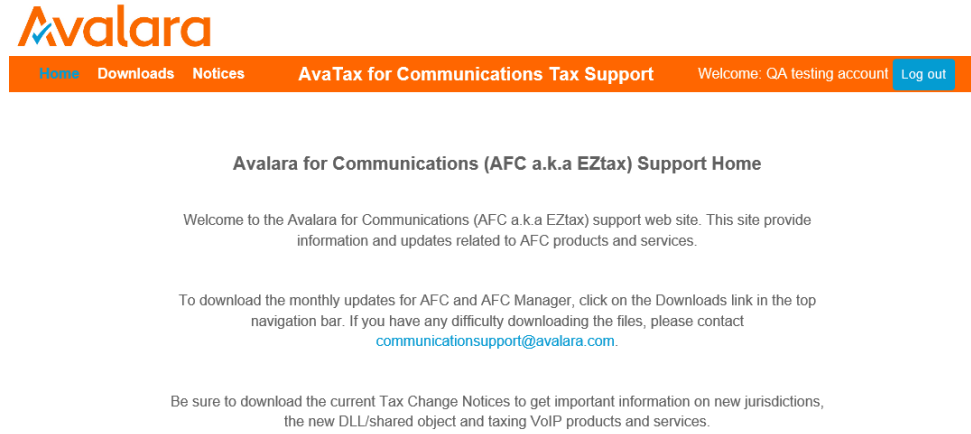 Avalara
Home Downloads Notices AvaTax for Communications Tax Support Welcome: QA testing account Log out
Avalara for Communications (AFC a.k.a EZtax) Support Home
Welcome to the Avalara for Communications (AFC a.k.a EZtax) support web site. This site provide
information and updates related to AFC products and services.
To download the monthly updates for AFC and AFC Manager, click on the Downloads link in the top
navigation bar. If you have any difficulty downloading the files, please contact
communicationsupport@avalara.com.
Be sure to download the current Tax Change Notices to get important information on new jurisdictions,
the new DLL/shared object and taxing VoIP products and services.